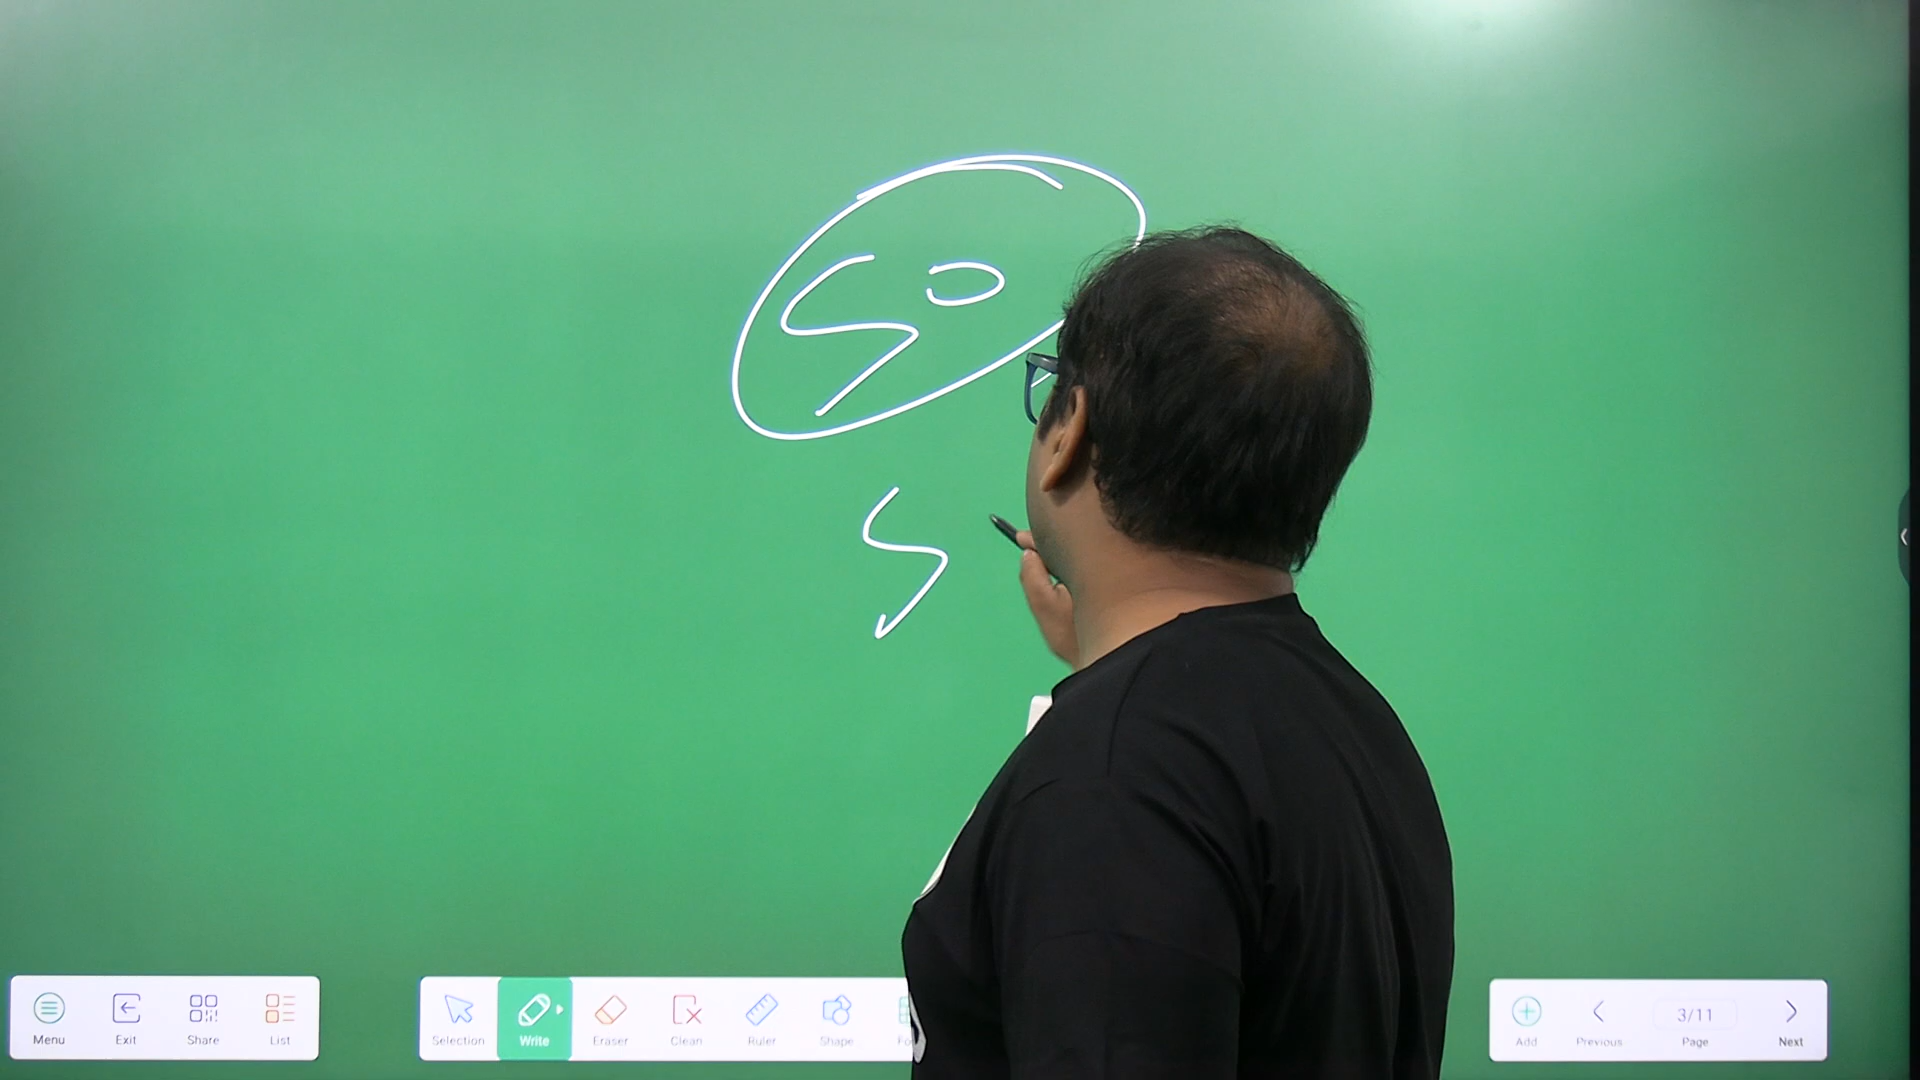 S
S
Menu Exit Share List Selection Write Eraser Clean Ruler Shape Add Previous 3/11 Page Next